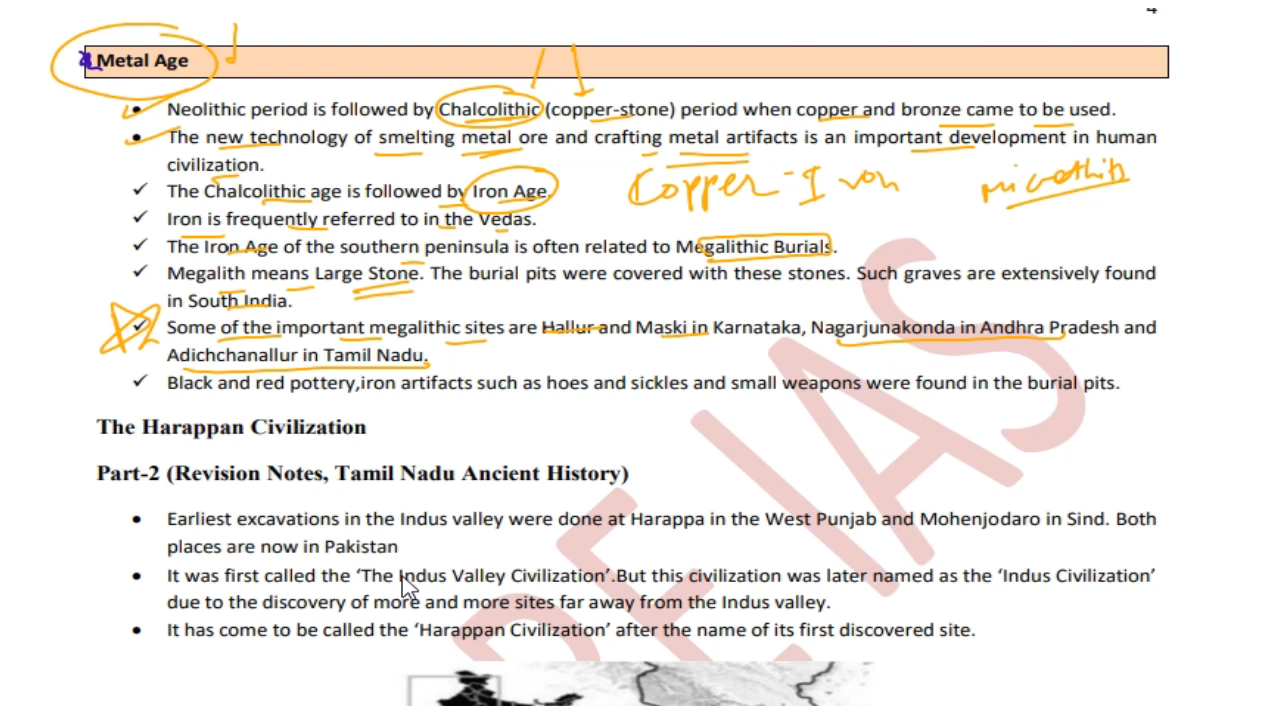 4
Metal Age
• Neolithic period is followed by Chalcolithic (copper-stone) period when copper and bronze came to be used.
• The new technology of smelting metal ore and crafting metal artifacts is an important development in human
civilization.
✓ The Chalcolithic age is followed by Iron Age.
Copper - Iron
✓ Iron is frequently referred to in the Vedas.
✓ The Iron Age of the southern peninsula is often related to Megalithic Burials.
✓ Megalith means Large Stone. The burial pits were covered with these stones. Such graves are extensively found
in South India.
✓ Some of the important megalithic sites are Hallur and Maski in Karnataka, Nagarjunakonda in Andhra Pradesh and
Adichchanallur in Tamil Nadu.
✓ Black and red pottery,iron artifacts such as hoes and sickles and small weapons were found in the burial pits.
The Harappan Civilization
Part-2 (Revision Notes, Tamil Nadu Ancient History)
• Earliest excavations in the Indus valley were done at Harappa in the West Punjab and Mohenjodaro in Sind. Both
places are now in Pakistan
• It was first called the ‘The Indus Valley Civilization’.But this civilization was later named as the ‘Indus Civilization’
due to the discovery of more and more sites far away from the Indus valley.
• It has come to be called the ‘Harappan Civilization’ after the name of its first discovered site.
RE IAS